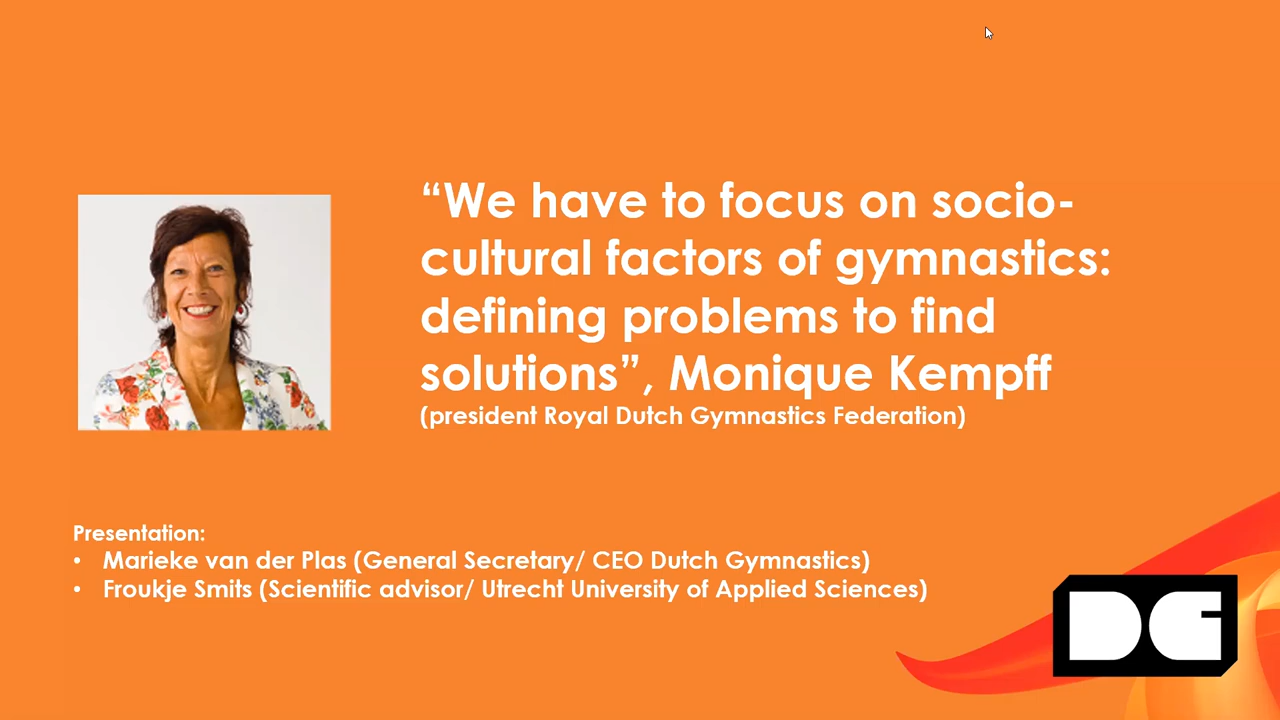 “We have to focus on socio-
cultural factors of gymnastics:
defining problems to find
solutions”, Monique Kempff
(president Royal Dutch Gymnastics Federation)
Presentation:
• Marieke van der Plas (General Secretary/ CEO Dutch Gymnastics)
• Froukje Smits (Scientific advisor/ Utrecht University of Applied Sciences)
DG